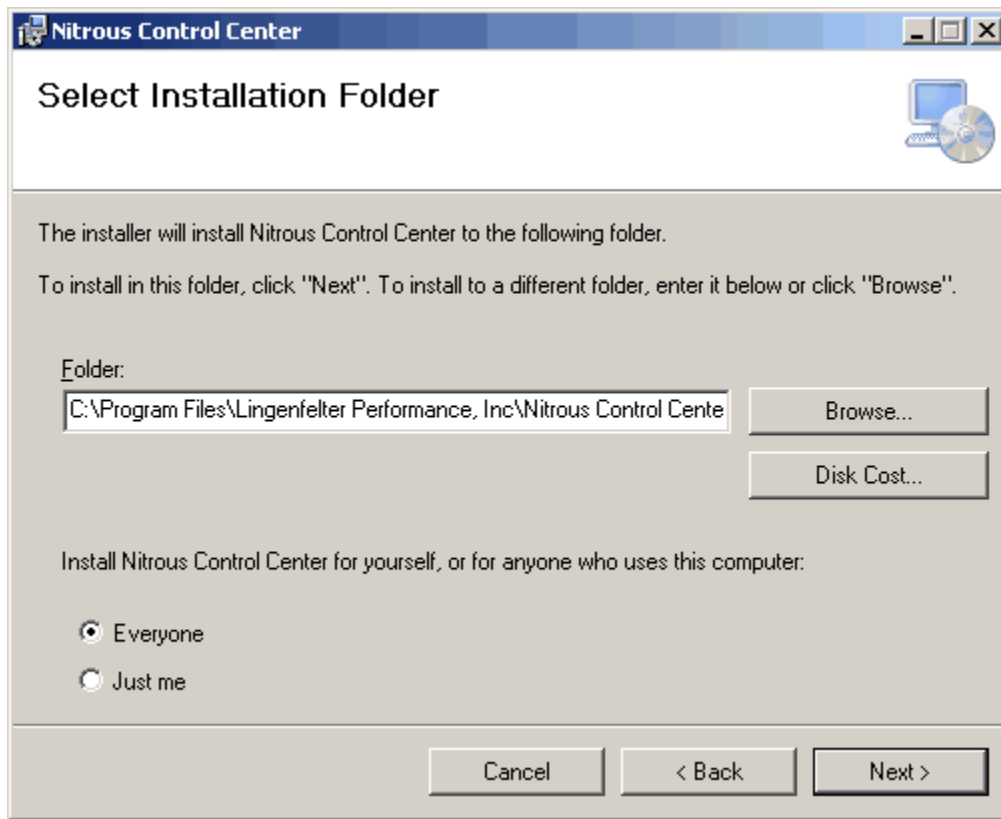 Nitrous Control Center
Select Installation Folder
The installer will install Nitrous Control Center to the following folder.
To install in this folder, click "Next". To install to a different folder, enter it below or click "Browse".
Folder:
C:\Program Files\Lingenfelter Performance, Inc\Nitrous Control Cente
Browse...
Disk Cost...
Install Nitrous Control Center for yourself, or for anyone who uses this computer:
Everyone
Just me
Cancel
< Back
Next >